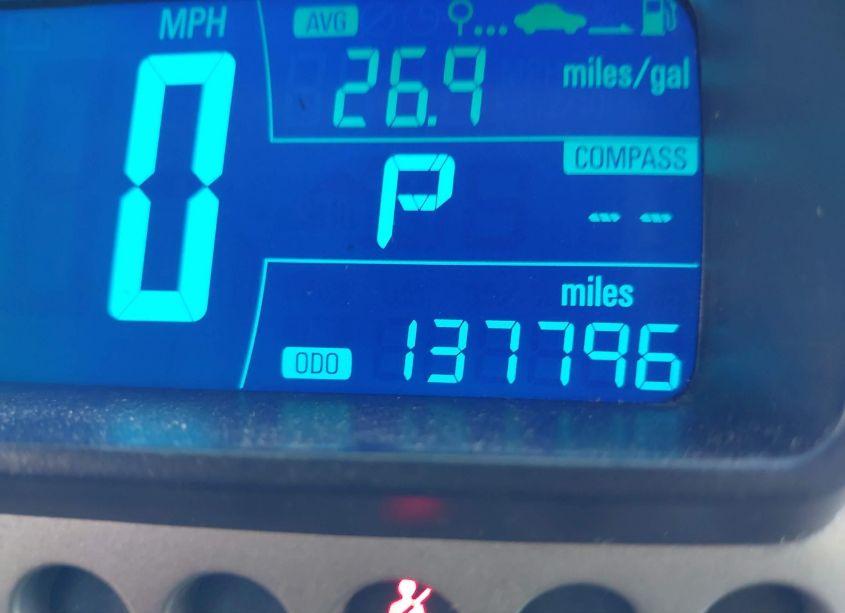 MPH
0
AVG
26.9 miles/gal
COMPASS
P
--
miles
ODO 137796